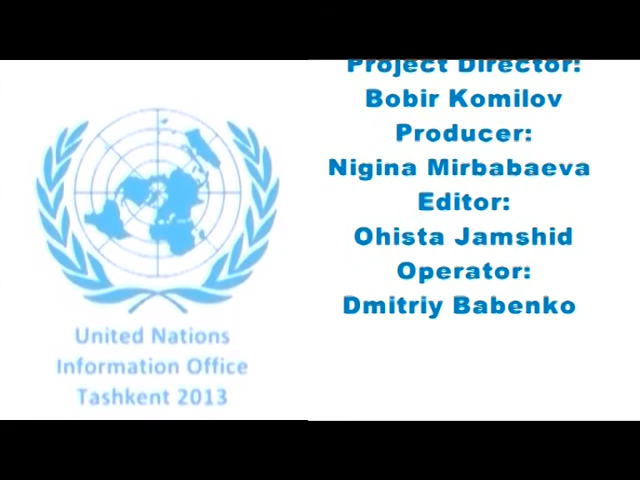 Project Director:
Bobir Komilov
Producer:
Nigina Mirbabaeva
Editor:
Ohista Jamshid
Operator:
Dmitriy Babenko
United Nations
Information Office
Tashkent 2013